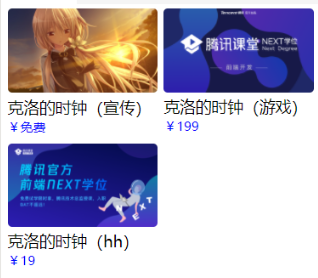 腾讯课堂 NEXT学位
Next Degree
前端开发
克洛的时钟（宣传）
￥免费
克洛的时钟（游戏）
￥199
腾讯官方
前端NEXT学位
克洛的时钟（hh）
￥19